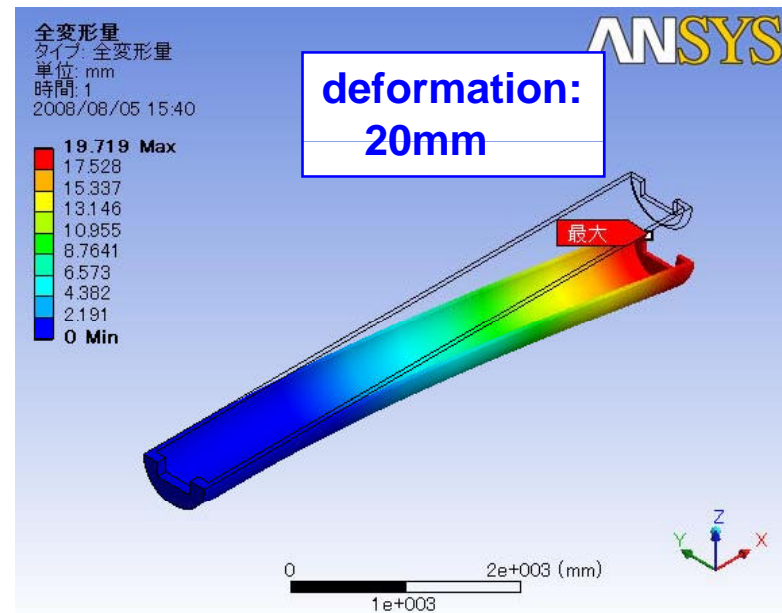 全変形量
タイプ: 全変形量
単位: mm
時間: 1
2008/08/05 15:40
ANSYS
deformation:
20mm
19.719 Max
17.528
15.337
13.146
10.955
8.7641
6.573
4.382
2.191
0 Min
最大
Z
Y
X
0
2e+003 (mm)
1e+003